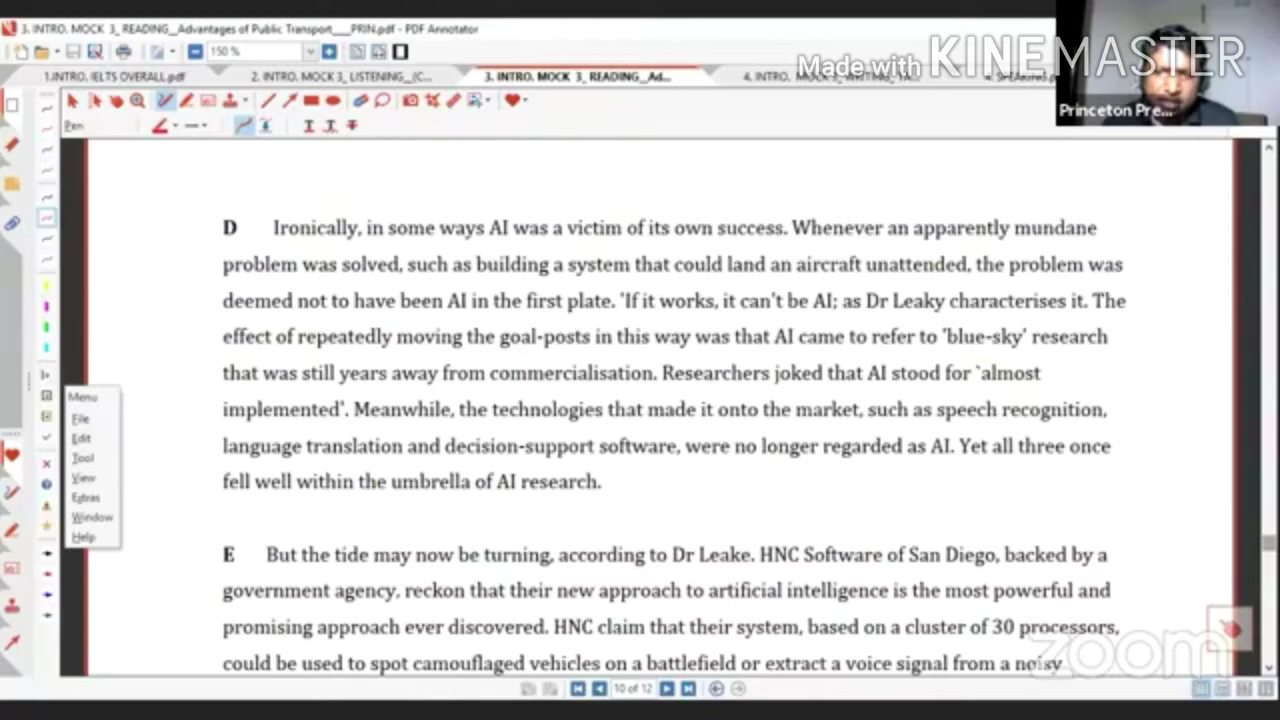 3. INTRO. MOCK 3_ READING_ Advantages of Public Transport___PRIN.pdf - PDF Annotator
Made with KINEMASTER
150 %
1.INTRO. IELTS OVERALL.pdf
2. INTRO. MOCK 3_ LISTENING_ (C...
3. INTRO. MOCK 3_ READING_Ad...
4. INTRO.
Princeton Pre...
Pen
D Ironically, in some ways AI was a victim of its own success. Whenever an apparently mundane
problem was solved, such as building a system that could land an aircraft unattended, the problem was
deemed not to have been AI in the first plate. 'If it works, it can't be AI; as Dr Leaky characterises it. The
effect of repeatedly moving the goal-posts in this way was that AI came to refer to 'blue-sky' research
that was still years away from commercialisation. Researchers joked that AI stood for `almost
implemented'. Meanwhile, the technologies that made it onto the market, such as speech recognition,
language translation and decision-support software, were no longer regarded as AI. Yet all three once
fell well within the umbrella of AI research.
Menu
File
Edit
Tool
View
Extras
Window
Help
E But the tide may now be turning, according to Dr Leake. HNC Software of San Diego, backed by a
government agency, reckon that their new approach to artificial intelligence is the most powerful and
promising approach ever discovered. HNC claim that their system, based on a cluster of 30 processors,
could be used to spot camouflaged vehicles on a battlefield or extract a voice signal from a noisy
zoom
10 of 12